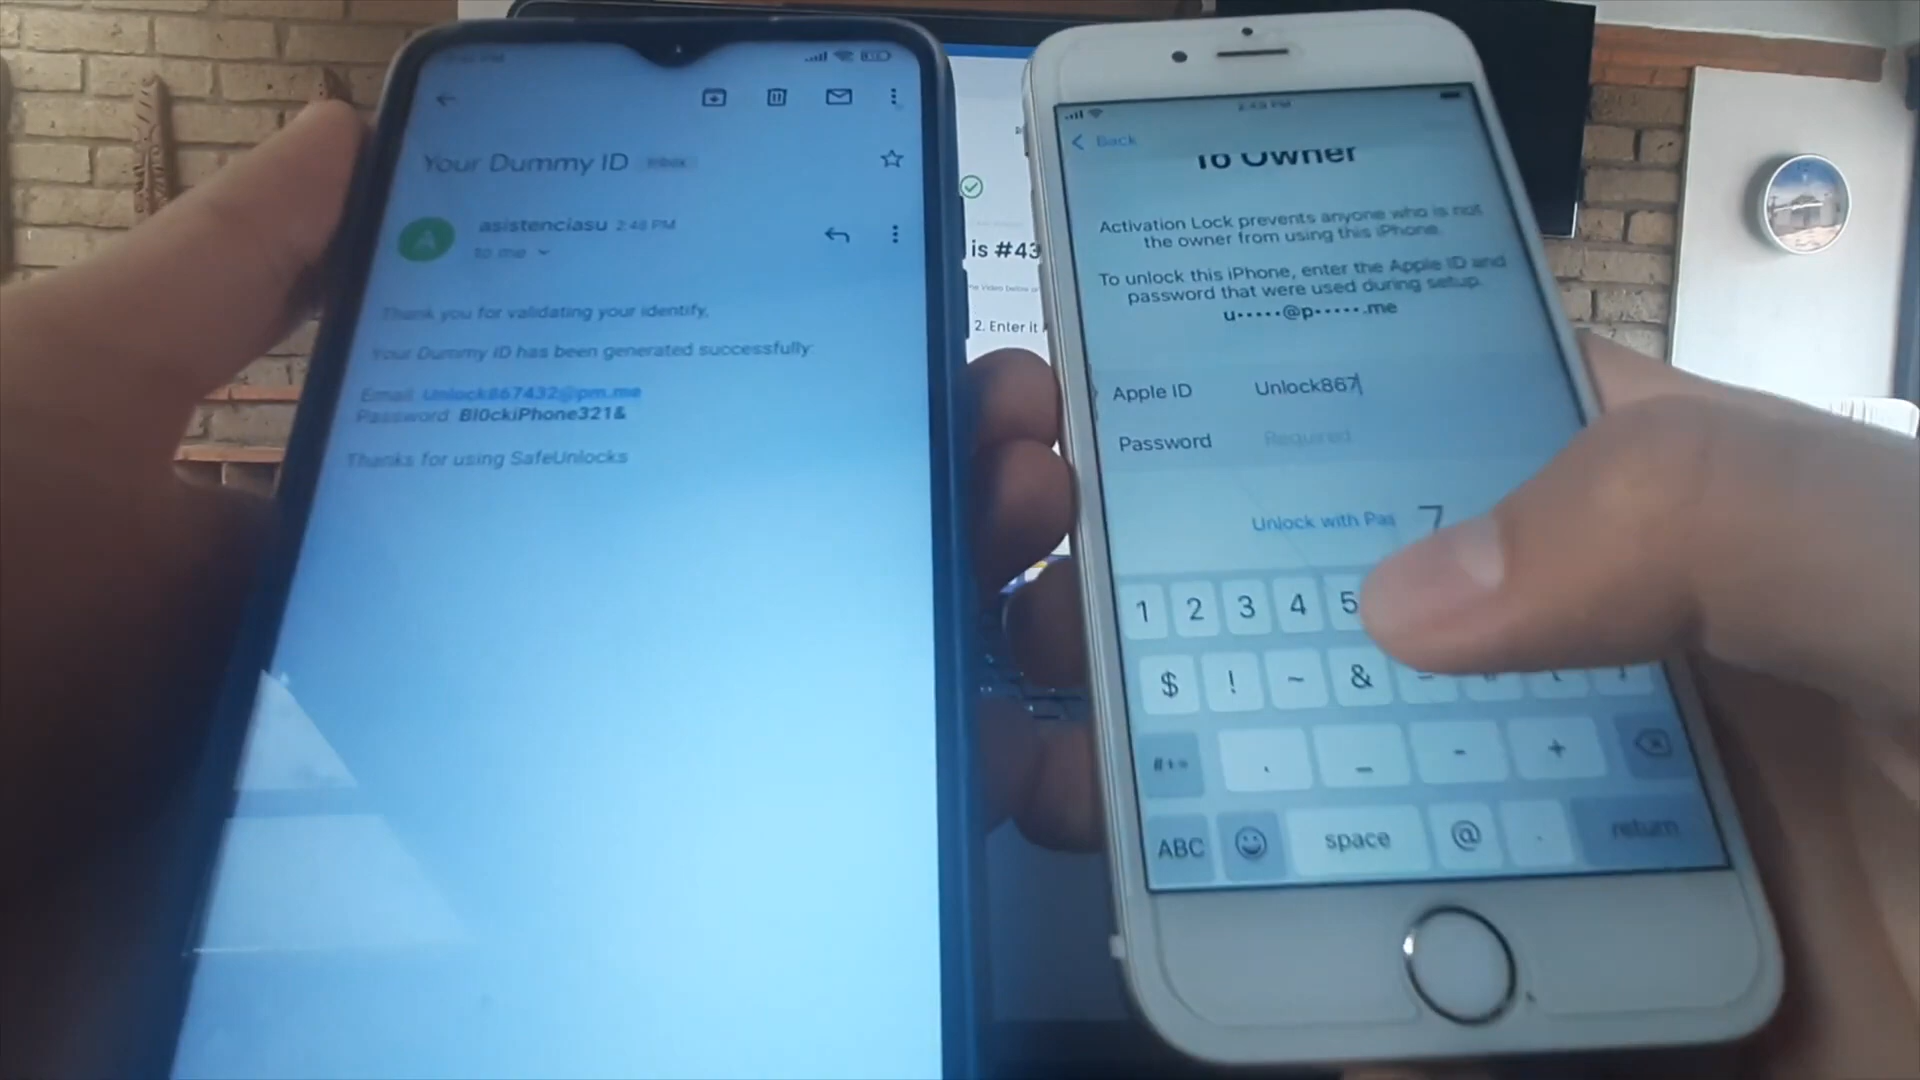 Your Dummy ID Inbox
asistenciasu 2:48 PM
to me
Thank you for validating your identify,
Your Dummy ID has been generated successfully:
Email: Unlock867432@pm.me
Password Bl0ckiPhone321&
Thanks for using SafeUnlocks
is #43
2. Enter it
2:49 PM
Back
To Owner
Activation Lock prevents anyone who is not
the owner from using this iPhone.
To unlock this iPhone, enter the Apple ID and
password that were used during setup.
u•••••@p•••••.me
Apple ID Unlock867
Password Required
Unlock with Pas 7
1 2 3 4 5
$ ! ~ &
#+= . _ - +
ABC space @ . return